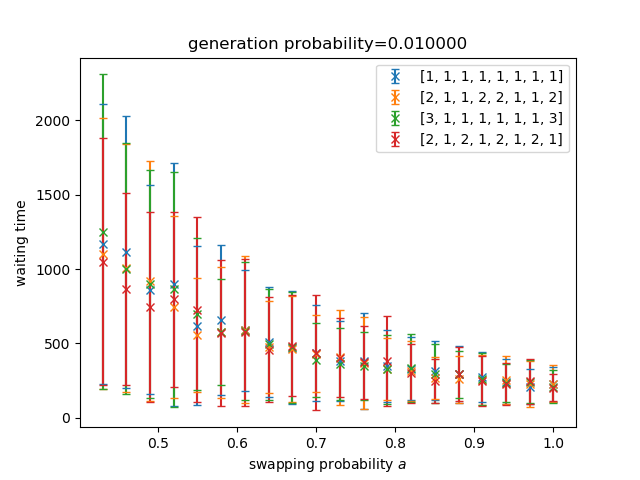 generation probability=0.010000
[1, 1, 1, 1, 1, 1, 1, 1]
[2, 1, 1, 2, 2, 1, 1, 2]
[3, 1, 1, 1, 1, 1, 1, 3]
[2, 1, 2, 1, 2, 1, 2, 1]
2000
1500
1000
500
0
waiting time
0.5 0.6 0.7 0.8 0.9 1.0
swapping probability a